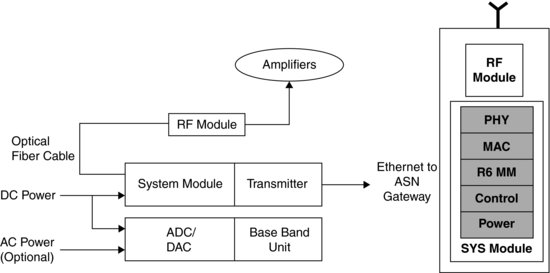 Amplifiers
RF Module
Optical
Fiber Cable
System Module
Transmitter
DC Power
ADC/
DAC
Base Band
Unit
AC Power
(Optional)
Ethernet to
ASN
Gateway
RF
Module
PHY
MAC
R6 MM
Control
Power
SYS Module